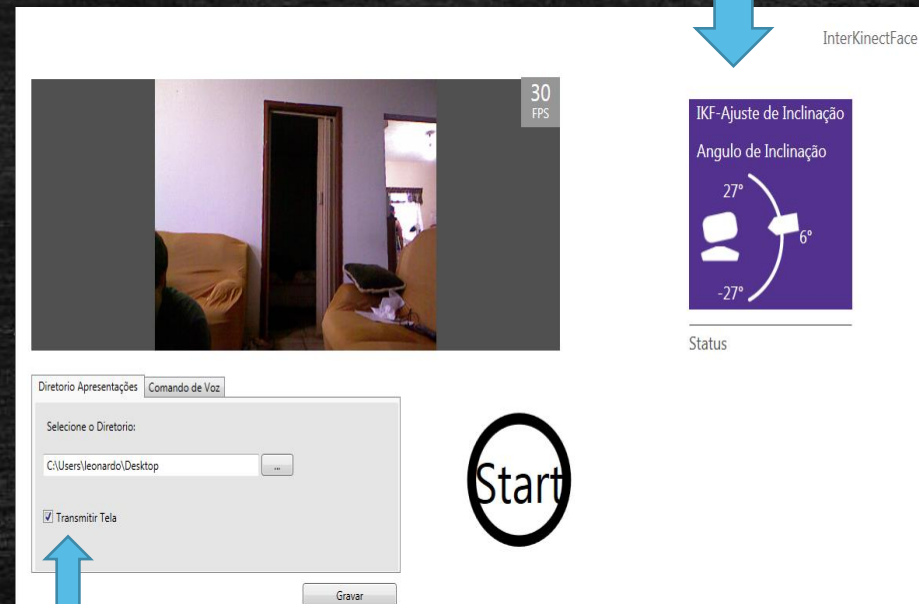 InterKinectFace
30
FPS
IKF-Ajuste de Inclinação
Angulo de Inclinação
27°
6°
-27°
Status
Diretorio Apresentações
Comando de Voz
Selecione o Diretorio:
C:\Users\leonardo\Desktop
...
Transmitir Tela
Start
Gravar